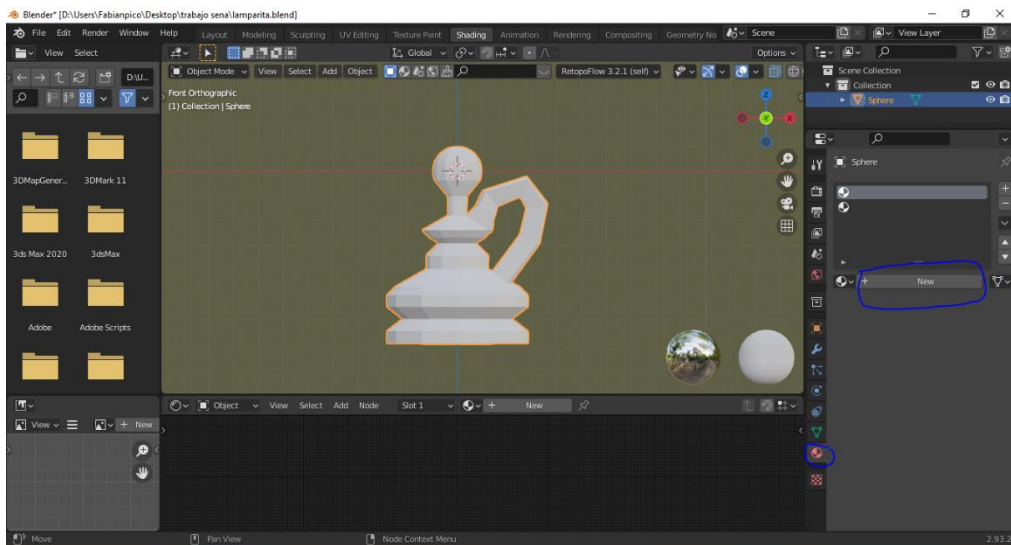 Blender* [D:\Users\Fabianpico\Desktop\trabajo sena\lamparita.blend]
File Edit Render Window Help Layout Modeling Sculpting UV Editing Texture Paint Shading Animation Rendering Compositing Geometry No Scene View Layer
View Select Global Options
D:\U...
Object Mode View Select Add Object RetopoFlow 3.2.1 (self)
Front Orthographic
(1) Collection | Sphere
Z
Y
X
Scene Collection
Collection
Sphere
Sphere
New
3DMapGener... 3DMark 11
3ds Max 2020 3dsMax
Adobe Adobe Scripts
Object View Select Add Node Slot 1 New
View New
Move Pan View Node Context Menu 2.93.2